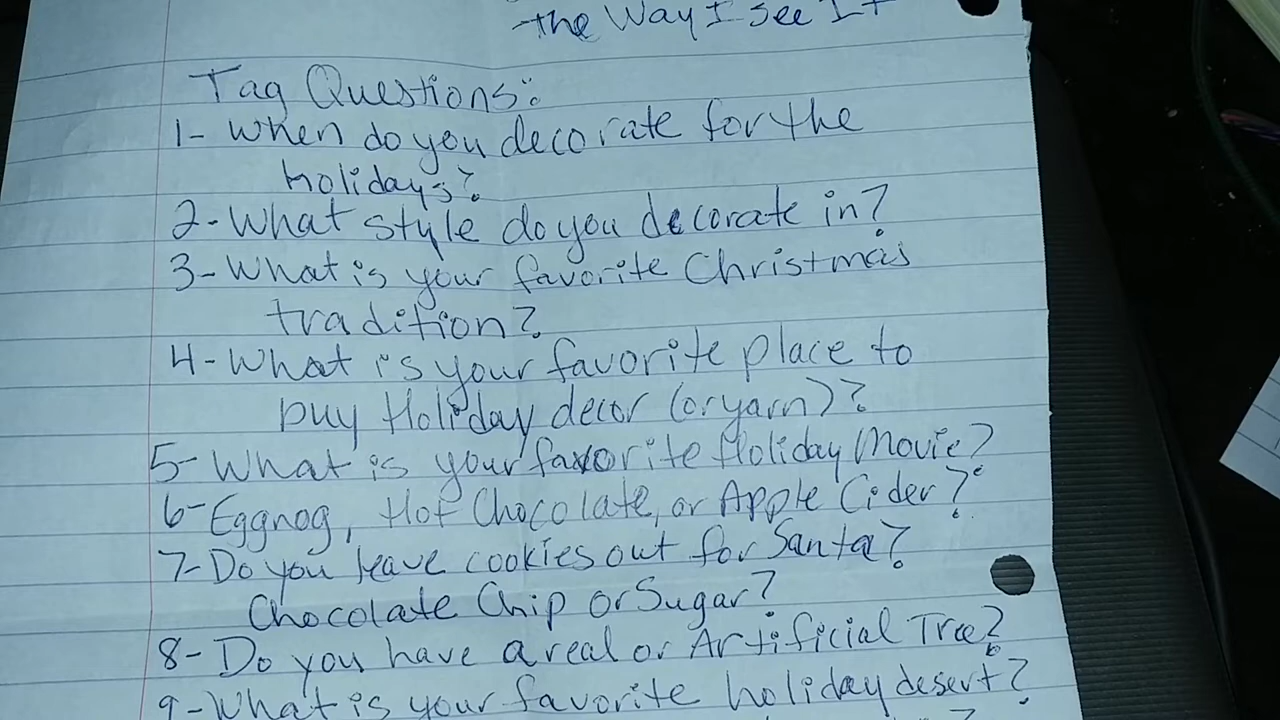 the Way I see It
Tag Questions:
1- When do you decorate for the
holidays?
2- What style do you decorate in?
3- What is your favorite Christmas
tradition?
4- What is your favorite place to
buy Holiday decor (or yarn)?
5- What is your favorite Holiday Movie?
6- Eggnog, Hot Chocolate, or Apple Cider?
7- Do you leave cookies out for Santa?
Chocolate Chip or Sugar?
8- Do you have a real or Artificial Tree?
9- What is your favorite holiday desert?